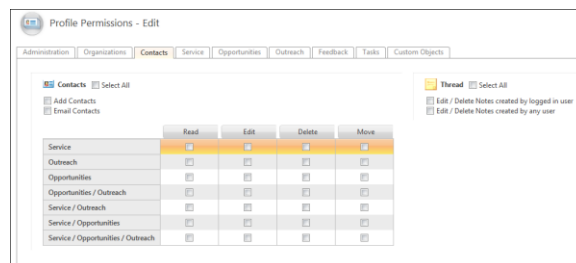 Profile Permissions - Edit
Administration Organizations Contacts Service Opportunities Outreach Feedback Tasks Custom Objects
Contacts Select All
Add Contacts
Email Contacts
Thread Select All
Edit / Delete Notes created by logged in user
Edit / Delete Notes created by any user
Read Edit Delete Move
Service
Outreach
Opportunities
Opportunities / Outreach
Service / Outreach
Service / Opportunities
Service / Opportunities / Outreach